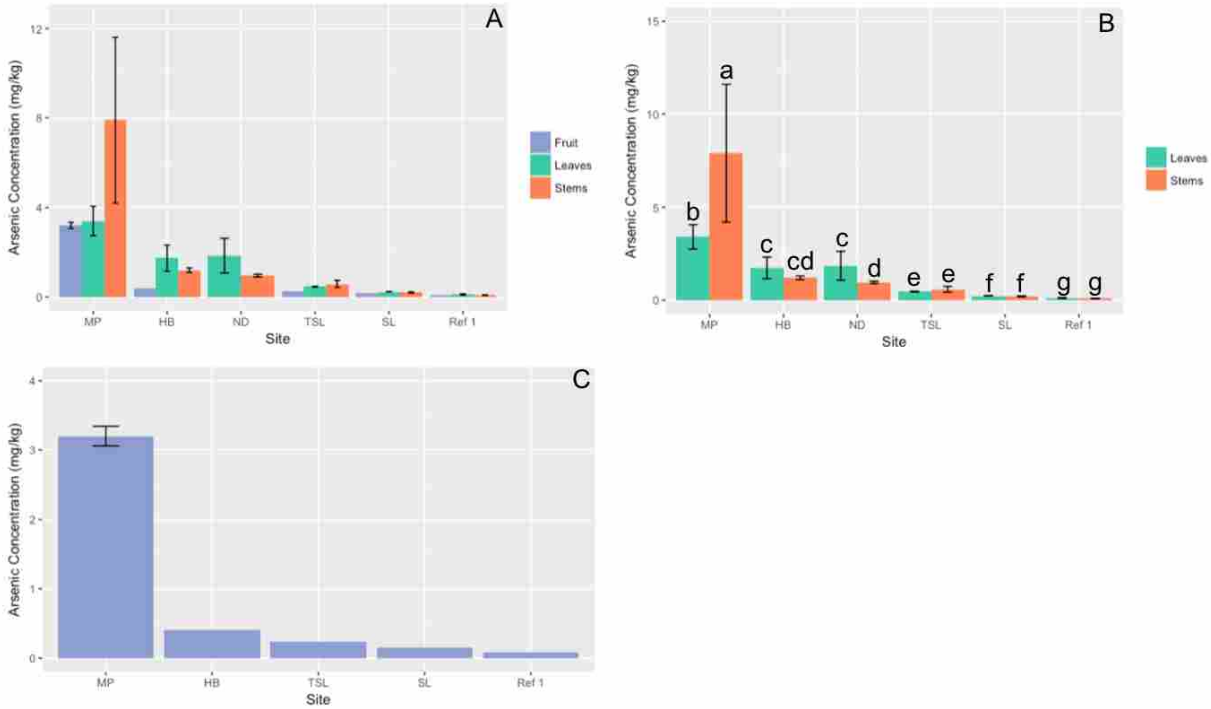 A
Arsenic Concentration (mg/kg)
12
8
4
0
MP HB ND TSL SL Ref 1
Site
Fruit
Leaves
Stems
B
Arsenic Concentration (mg/kg)
15
10
5
0
a
b
c cd c d e e f f g g
MP HB ND TSL SL Ref 1
Site
Leaves
Stems
C
Arsenic Concentration (mg/kg)
4
3
2
1
0
MP HB TSL SL Ref 1
Site